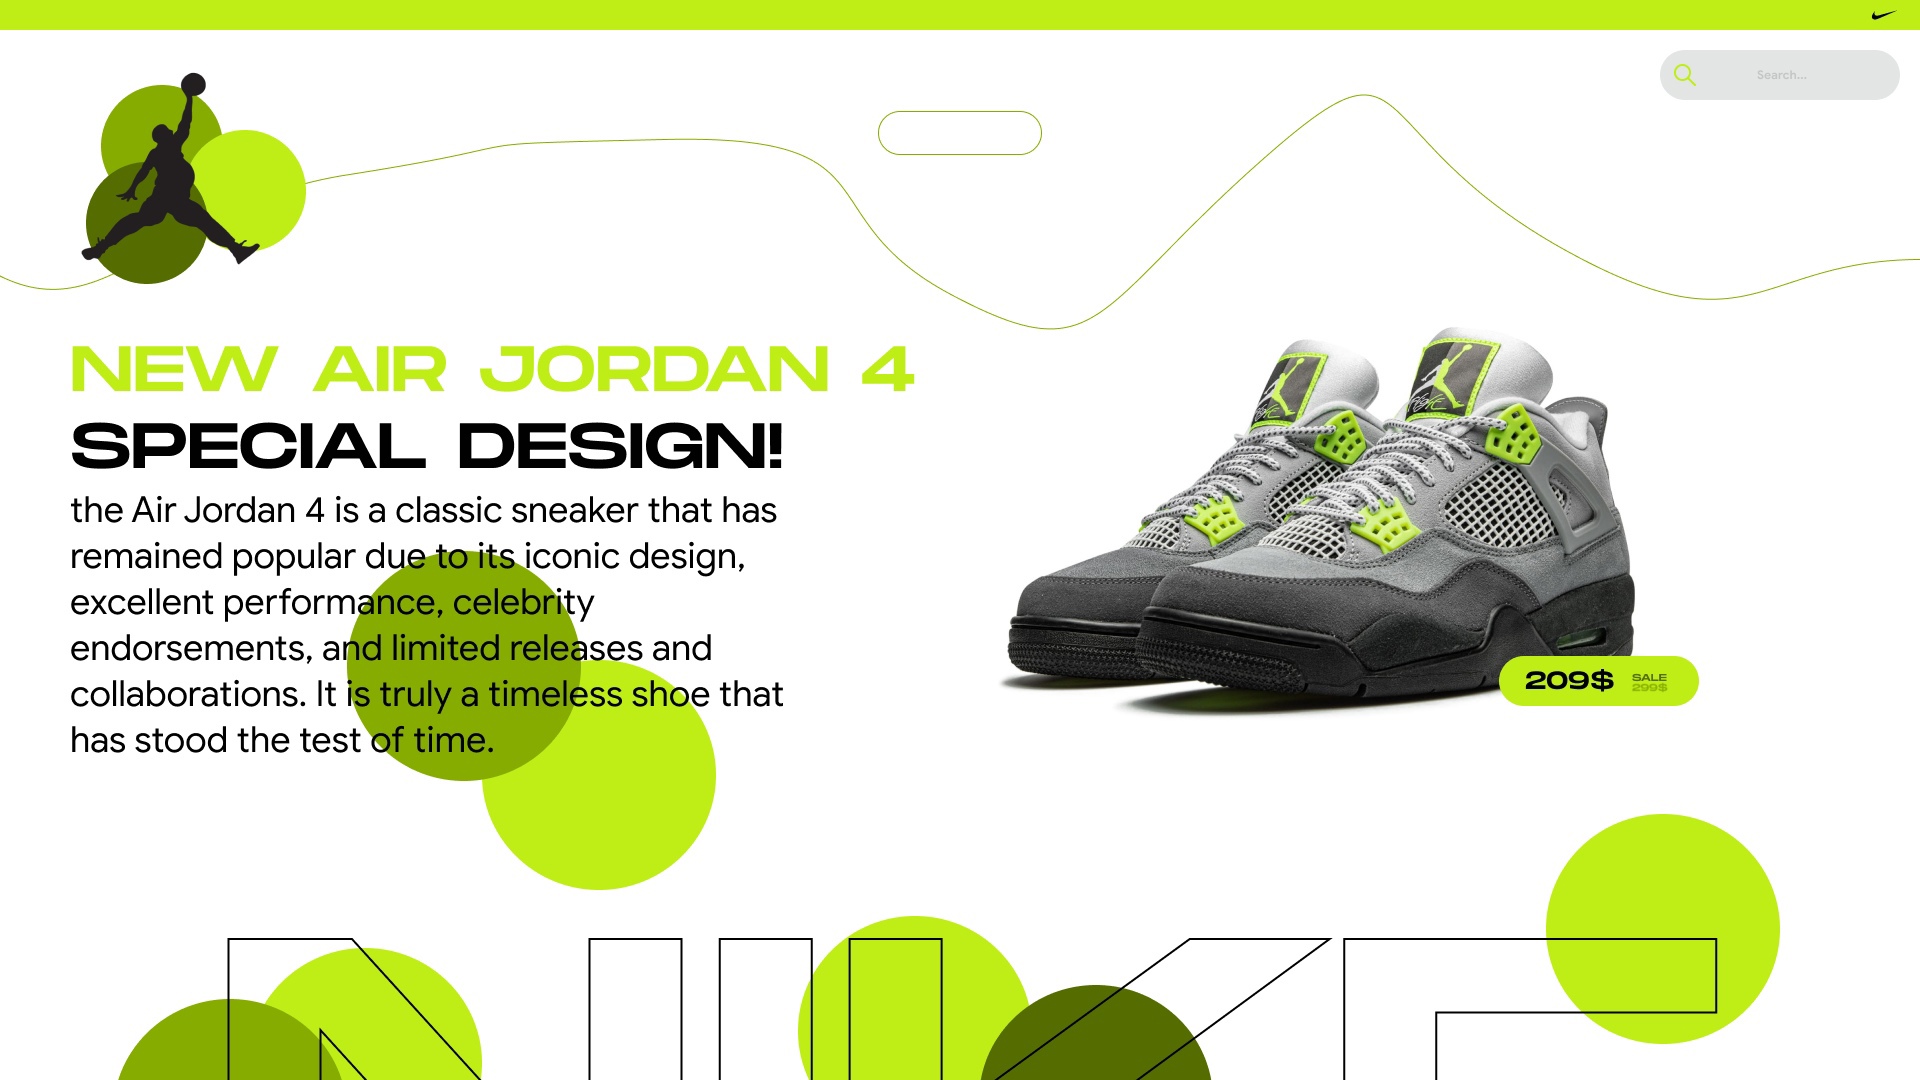 Search...
NEW AIR JORDAN 4
SPECIAL DESIGN!
the Air Jordan 4 is a classic sneaker that has
remained popular due to its iconic design,
excellent performance, celebrity
endorsements, and limited releases and
collaborations. It is truly a timeless shoe that
has stood the test of time.
Flight
Flight
209$
SALE
299$
NIKE